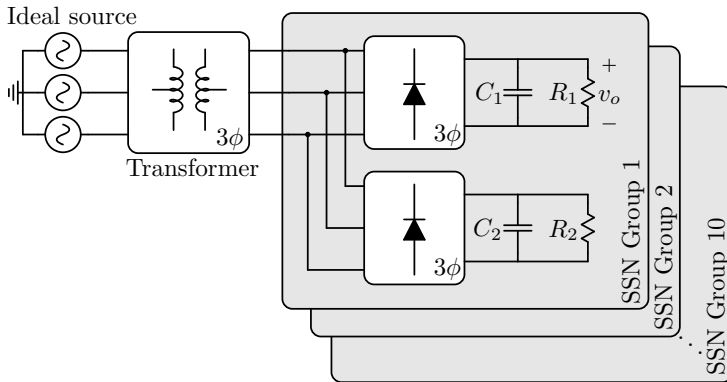 Ideal source
3ϕ
Transformer
C₁
R₁
+
vₒ
−
3ϕ
C₂
R₂
3ϕ
SSN Group 1
SSN Group 2
SSN Group 10